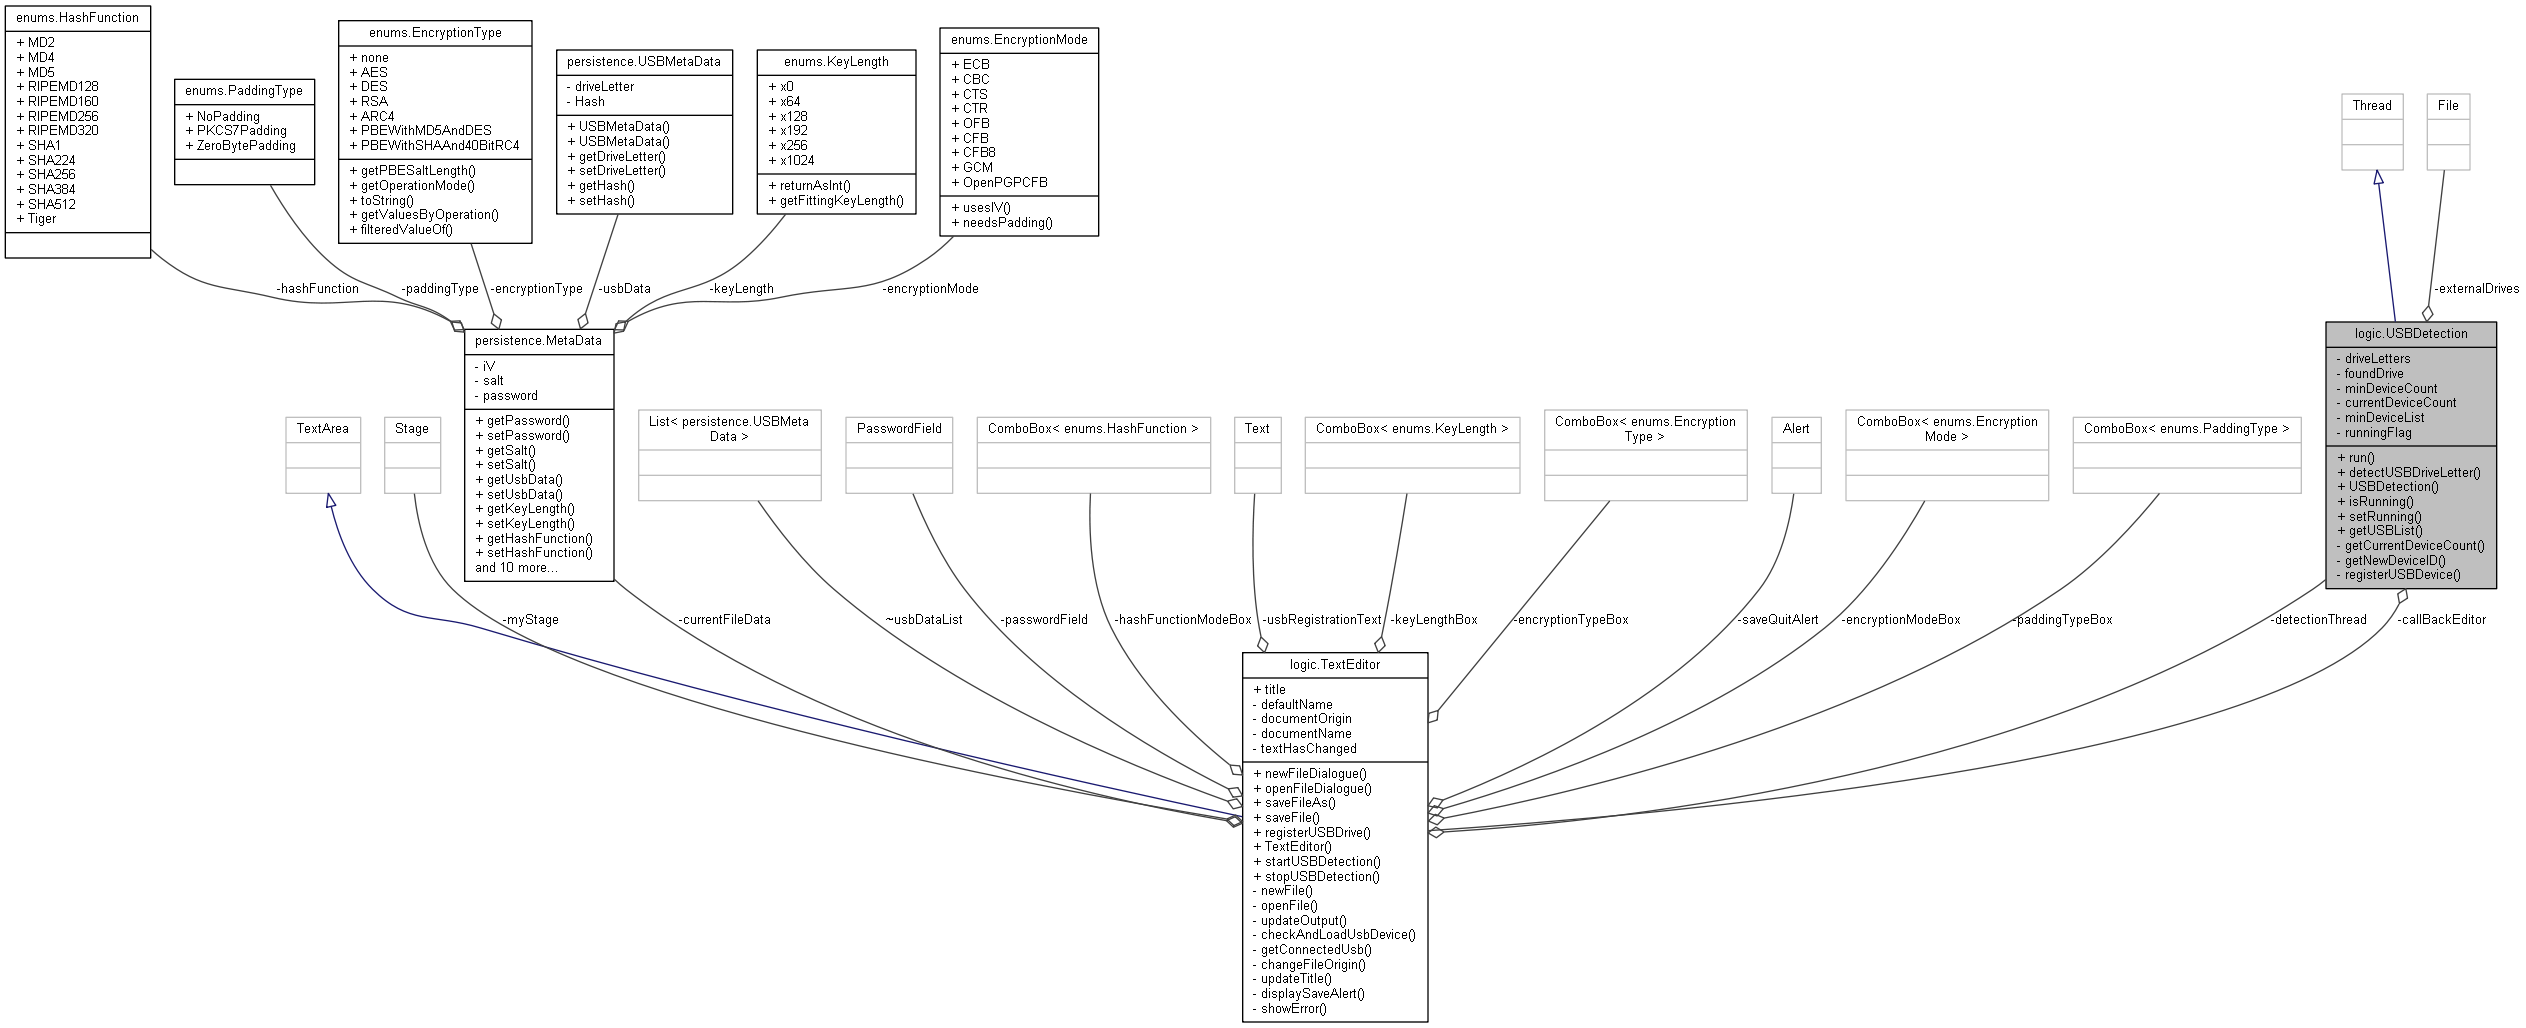 enums.HashFunction
+ MD2
+ MD4
+ MD5
+ RIPEMD128
+ RIPEMD160
+ RIPEMD256
+ RIPEMD320
+ SHA1
+ SHA224
+ SHA256
+ SHA384
+ SHA512
+ Tiger
enums.PaddingType
+ NoPadding
+ PKCS7Padding
+ ZeroBytePadding
enums.EncryptionType
+ none
+ AES
+ DES
+ RSA
+ ARC4
+ PBEWithMD5AndDES
+ PBEWithSHAAnd40BitRC4
+ getPBESaltLength()
+ getOperationMode()
+ toString()
+ getValuesByOperation()
+ filteredValueOf()
persistence.USBMetaData
- driveLetter
- Hash
+ USBMetaData()
+ USBMetaData()
+ getDriveLetter()
+ setDriveLetter()
+ getHash()
+ setHash()
enums.KeyLength
+ x0
+ x64
+ x128
+ x192
+ x256
+ x1024
+ returnAsInt()
+ getFittingKeyLength()
enums.EncryptionMode
+ ECB
+ CBC
+ CTS
+ CTR
+ OFB
+ CFB
+ CFB8
+ GCM
+ OpenPGPCFB
+ usesIV()
+ needsPadding()
Thread
File
-hashFunction
-paddingType
-encryptionType
-usbData
-keyLength
-encryptionMode
-externalDrives
persistence.MetaData
- iV
- salt
- password
+ getPassword()
+ setPassword()
+ getSalt()
+ setSalt()
+ getUsbData()
+ setUsbData()
+ getKeyLength()
+ setKeyLength()
+ getHashFunction()
+ setHashFunction()
and 10 more...
logic.USBDetection
- driveLetters
- foundDrive
- minDeviceCount
- currentDeviceCount
- minDeviceList
- runningFlag
+ run()
+ detectUSBDriveLetter()
+ USBDetection()
+ isRunning()
+ setRunning()
+ getUSBList()
- getCurrentDeviceCount()
- getNewDeviceID()
- registerUSBDevice()
TextArea
Stage
List< persistence.USBMeta
Data >
PasswordField
ComboBox< enums.HashFunction >
Text
ComboBox< enums.KeyLength >
ComboBox< enums.Encryption
Type >
Alert
ComboBox< enums.Encryption
Mode >
ComboBox< enums.PaddingType >
-myStage
-currentFileData
~usbDataList
-passwordField
-hashFunctionModeBox
-usbRegistrationText
-keyLengthBox
-encryptionTypeBox
-saveQuitAlert
-encryptionModeBox
-paddingTypeBox
-detectionThread
-callBackEditor
logic.TextEditor
+ title
- defaultName
- documentOrigin
- documentName
- textHasChanged
+ newFileDialogue()
+ openFileDialogue()
+ saveFileAs()
+ saveFile()
+ registerUSBDrive()
+ TextEditor()
+ startUSBDetection()
+ stopUSBDetection()
- newFile()
- openFile()
- updateOutput()
- checkAndLoadUsbDevice()
- getConnectedUsb()
- changeFileOrigin()
- updateTitle()
- displaySaveAlert()
- showError()